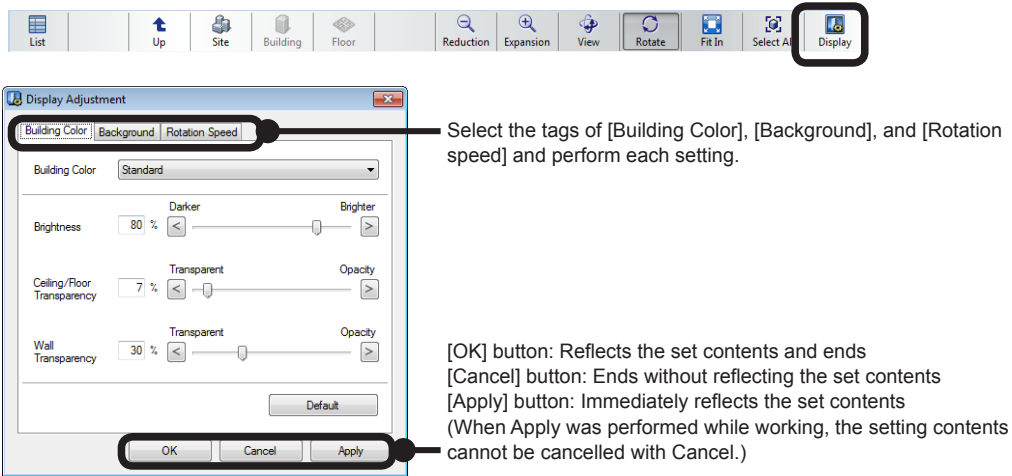 List Up Site Building Floor Reduction Expansion View Rotate Fit In Select Al Display
Display Adjustment
Building Color Background Rotation Speed
Select the tags of [Building Color], [Background], and [Rotation
speed] and perform each setting.
Building Color Standard
Darker Brighter
Brightness 80 % < >
Transparent Opacity
Ceiling/Floor
Transparency 7 % < >
Transparent Opacity
Wall
Transparency 30 % < >
[OK] button: Reflects the set contents and ends
[Cancel] button: Ends without reflecting the set contents
[Apply] button: Immediately reflects the set contents
(When Apply was performed while working, the setting contents
cannot be cancelled with Cancel.)
Default
OK Cancel Apply